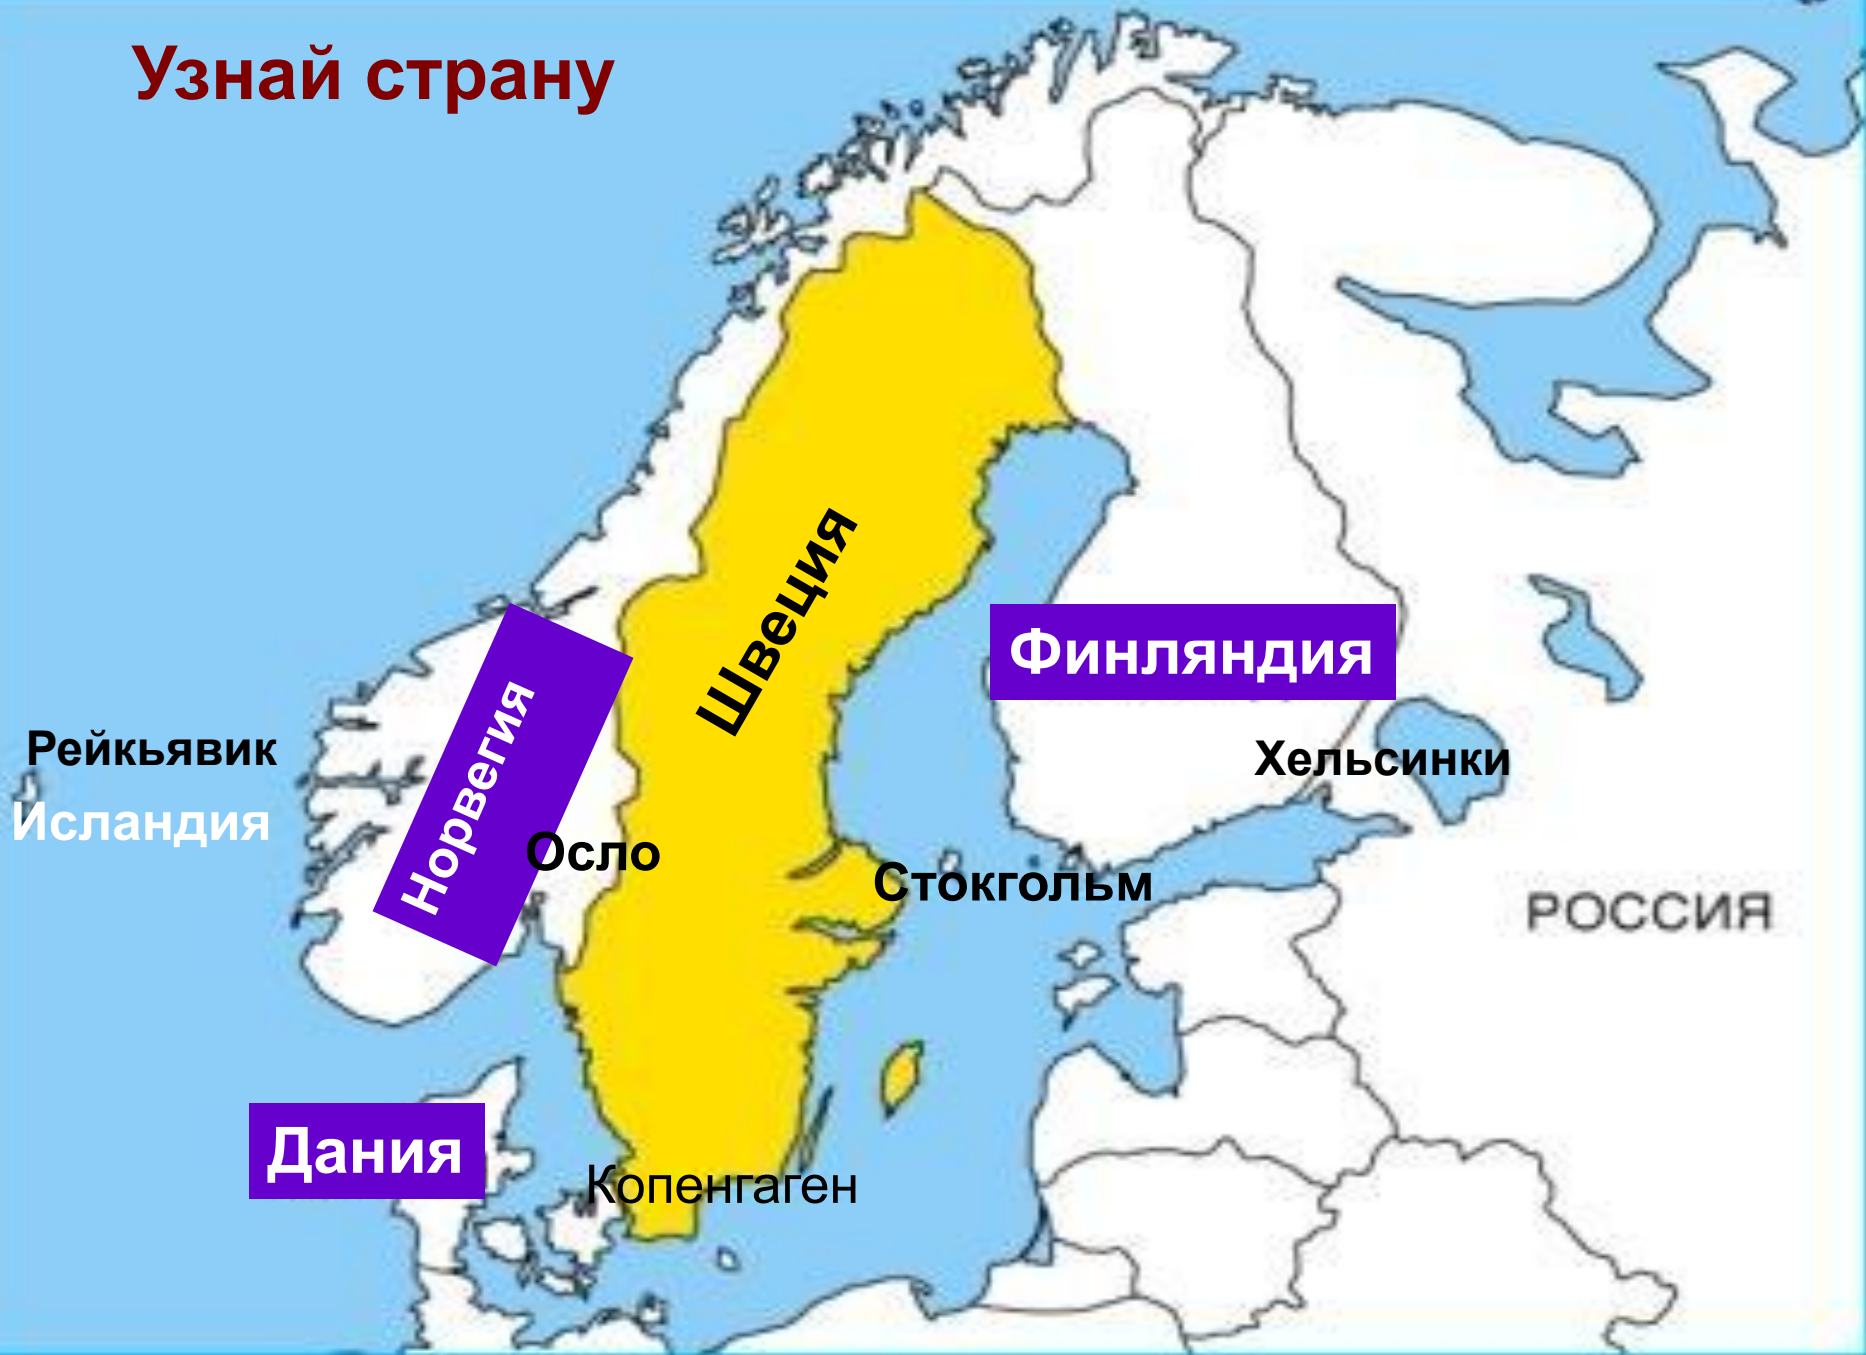 Узнай страну
Швеция
Финляндия
Норвегия
Рейкьявик
Хельсинки
Исландия
Осло
Стокгольм
РОССИЯ
Дания
Копенгаген